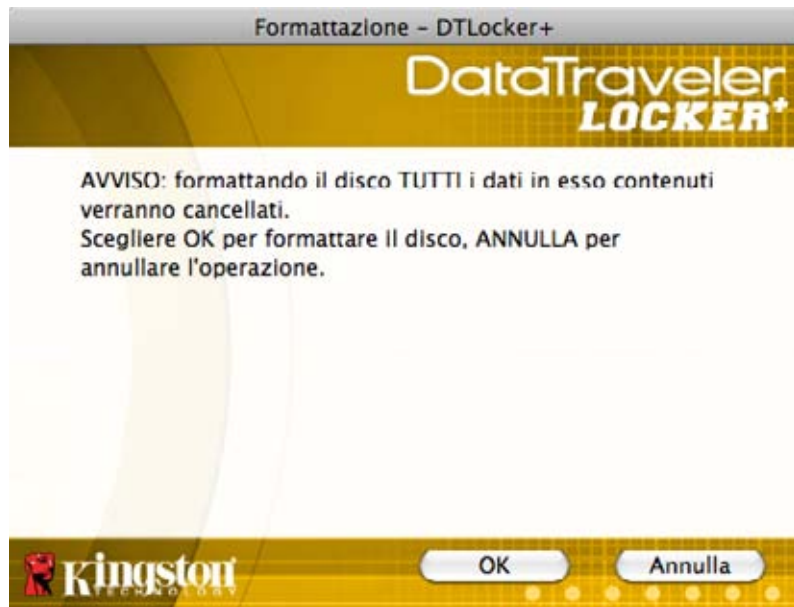 Formattazione - DTLocker+
DataTraveler
LOCKER+
AVVISO: formattando il disco TUTTI i dati in esso contenuti
verranno cancellati.
Scegliere OK per formattare il disco, ANNULLA per
annullare l'operazione.
Kingston
TECHNOLOGY
OK
Annulla